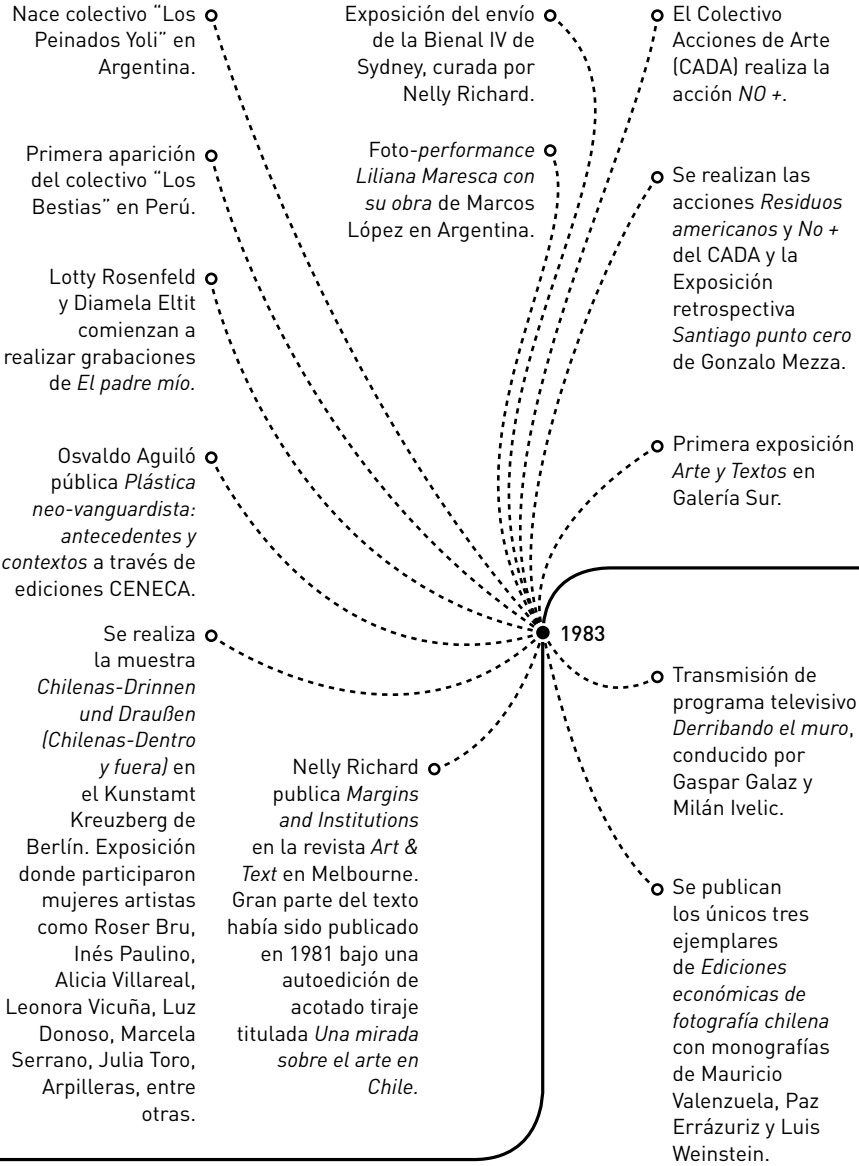 Nace colectivo “Los
Peinados Yoli” en
Argentina.
Primera aparición
del colectivo “Los
Bestias” en Perú.
Lotty Rosenfeld
y Diamela Eltit
comienzan a
realizar grabaciones
de El padre mío.
Osvaldo Aguiló
pública Plástica
neo-vanguardista:
antecedentes y
contextos a través de
ediciones CENECA.
Se realiza
la muestra
Chilenas-Drinnen
und Draußen
(Chilenas-Dentro
y fuera) en
el Kunstamt
Kreuzberg de
Berlín. Exposición
donde participaron
mujeres artistas
como Roser Bru,
Inés Paulino,
Alicia Villareal,
Leonora Vicuña, Luz
Donoso, Marcela
Serrano, Julia Toro,
Arpilleras, entre
otras.
Exposición del envío
de la Bienal IV de
Sydney, curada por
Nelly Richard.
Foto-performance
Liliana Maresca con
su obra de Marcos
López en Argentina.
Nelly Richard
publica Margins
and Institutions
en la revista Art &
Text en Melbourne.
Gran parte del texto
había sido publicado
en 1981 bajo una
autoedición de
acotado tiraje
titulada Una mirada
sobre el arte en
Chile.
1983
El Colectivo
Acciones de Arte
(CADA) realiza la
acción NO +.
Se realizan las
acciones Residuos
americanos y No +
del CADA y la
Exposición
retrospectiva
Santiago punto cero
de Gonzalo Mezza.
Primera exposición
Arte y Textos en
Galería Sur.
Transmisión de
programa televisivo
Derribando el muro,
conducido por
Gaspar Galaz y
Milán Ivelic.
Se publican
los únicos tres
ejemplares
de Ediciones
económicas de
fotografía chilena
con monografías
de Mauricio
Valenzuela, Paz
Errázuriz y Luis
Weinstein.